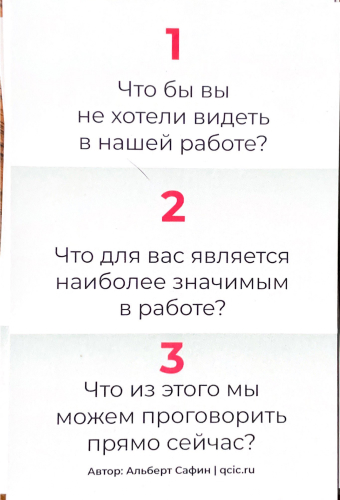 1
Что бы вы
не хотели видеть
в нашей работе?
2
Что для вас является
наиболее значимым
в работе?
3
Что из этого мы
можем проговорить
прямо сейчас?
Автор: Альберт Сафин | qcic.ru